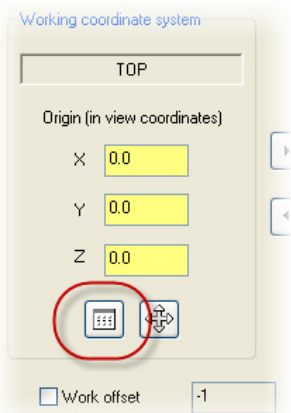 Working coordinate system
TOP
Origin (in view coordinates)
X 0.0
Y 0.0
Z 0.0
Work offset -1